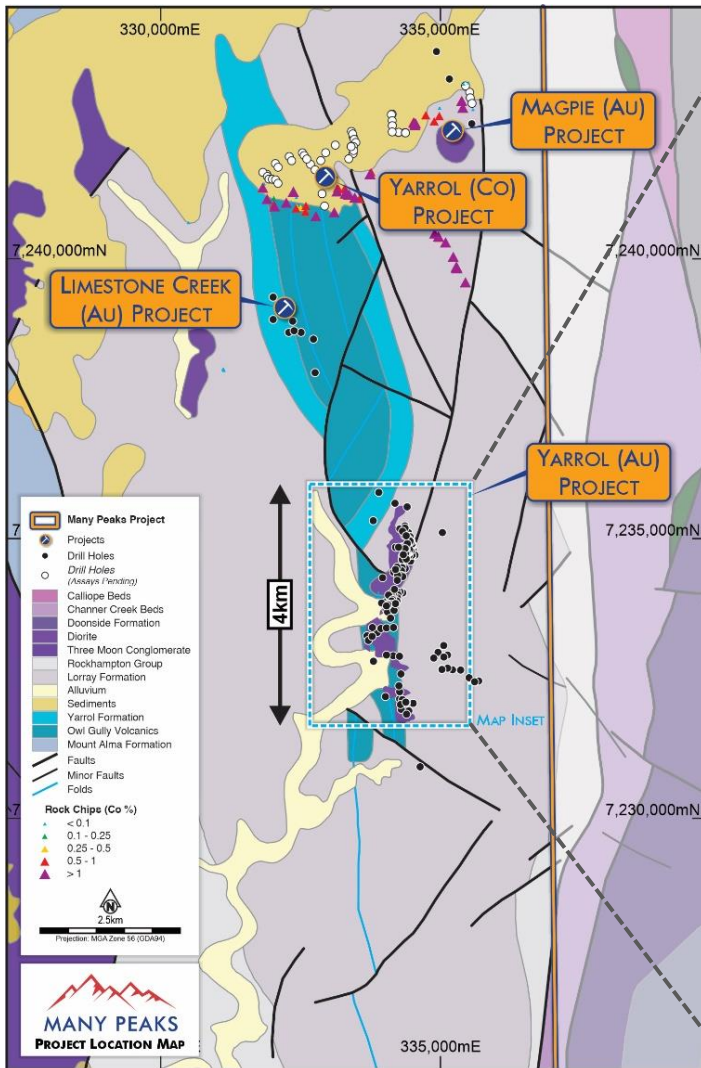 330,000mE
335,000mE
MAGPIE (AU)
PROJECT
YARROL (CO)
PROJECT
7,240,000mN
7,240,000mN
LIMESTONE CREEK
(AU) PROJECT
YARROL (AU)
PROJECT
Many Peaks Project
Projects
Drill Holes
Drill Holes
(Assays Pending)
Calliope Beds
Channer Creek Beds
Doonside Formation
Diorite
Three Moon Conglomerate
Rockhampton Group
Lorray Formation
Alluvium
Sediments
Yarrol Formation
Owl Gully Volcanics
Mount Alma Formation
Faults
Minor Faults
Folds
Rock Chips (Co %)
< 0.1
0.1 - 0.25
0.25 - 0.5
0.5 - 1
> 1
N
2.5km
Projection: MGA Zone 56 (GDA94)
7,235,000mN
4km
MAP INSET
7,230,000mN
MANY PEAKS
PROJECT LOCATION MAP
335,000mE